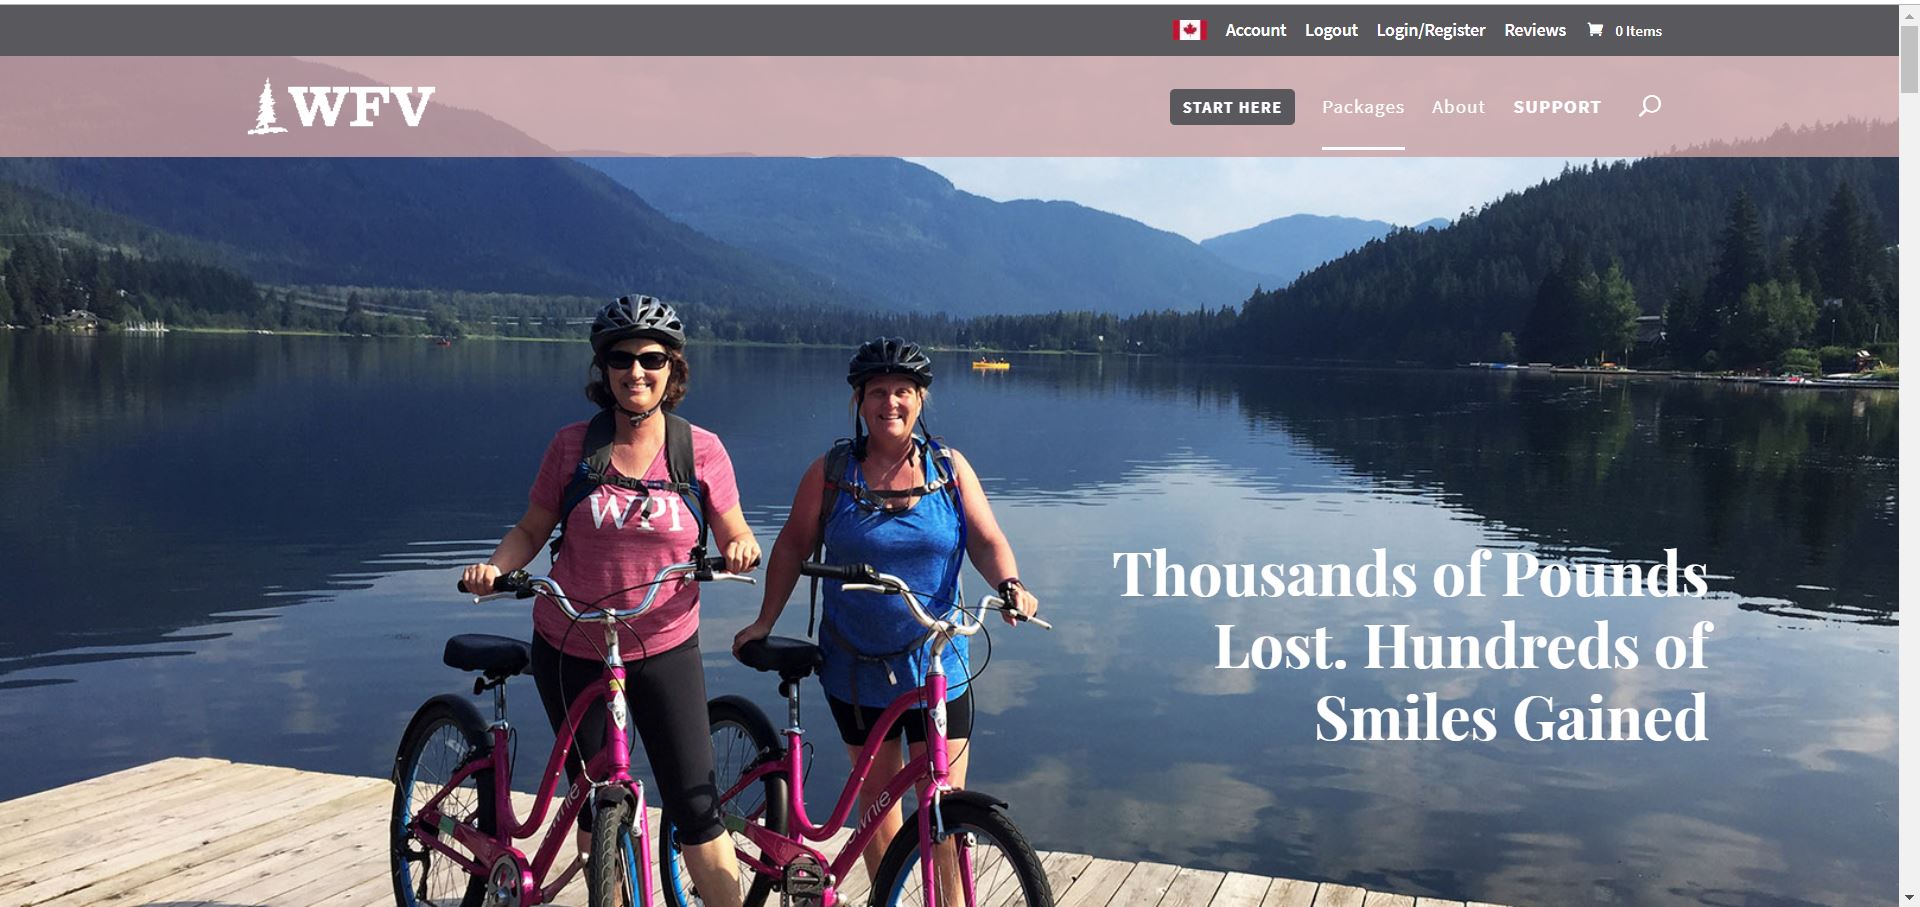 Account Logout Login/Register Reviews 0 Items
WFV
START HERE Packages About SUPPORT
WPI
Thousands of Pounds
Lost. Hundreds of
Smiles Gained